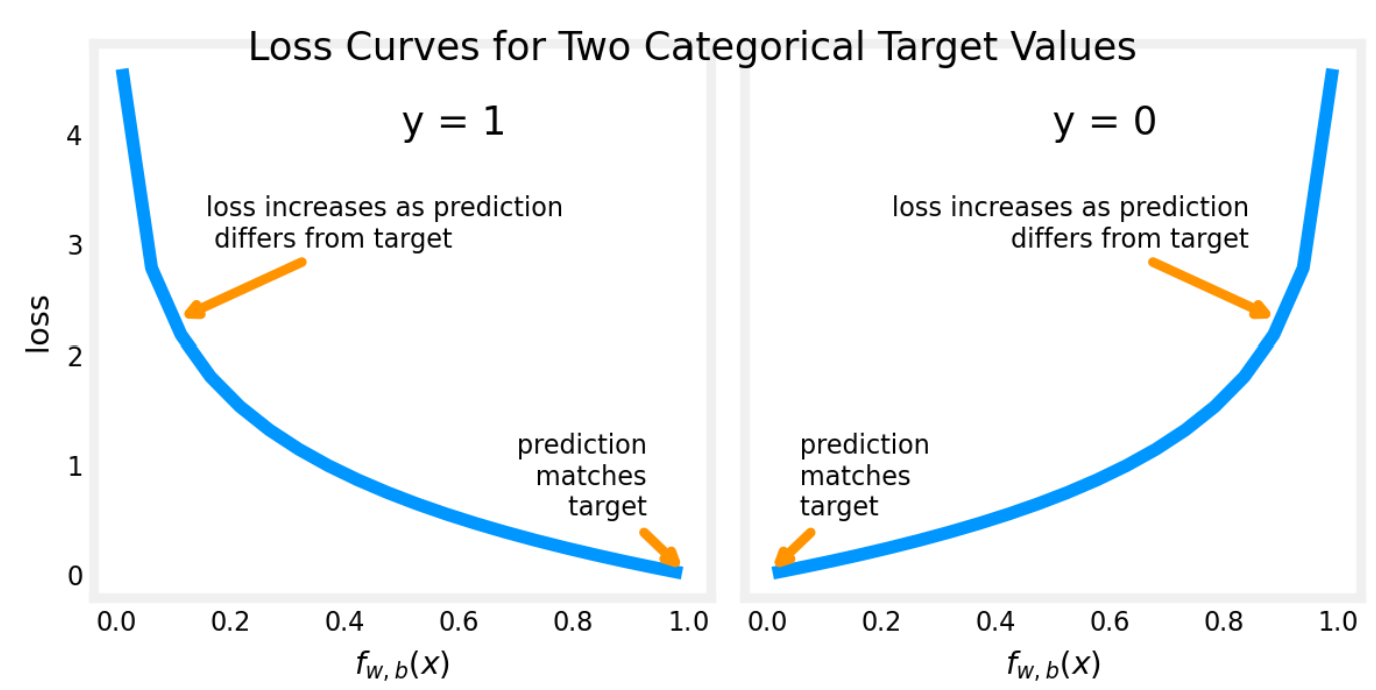 Loss Curves for Two Categorical Target Values
y = 1
loss increases as prediction
differs from target
prediction
matches
target
loss
4
3
2
1
0
0.0 0.2 0.4 0.6 0.8 1.0
f_{w, b}(x)
y = 0
loss increases as prediction
differs from target
prediction
matches
target
0.0 0.2 0.4 0.6 0.8 1.0
f_{w, b}(x)